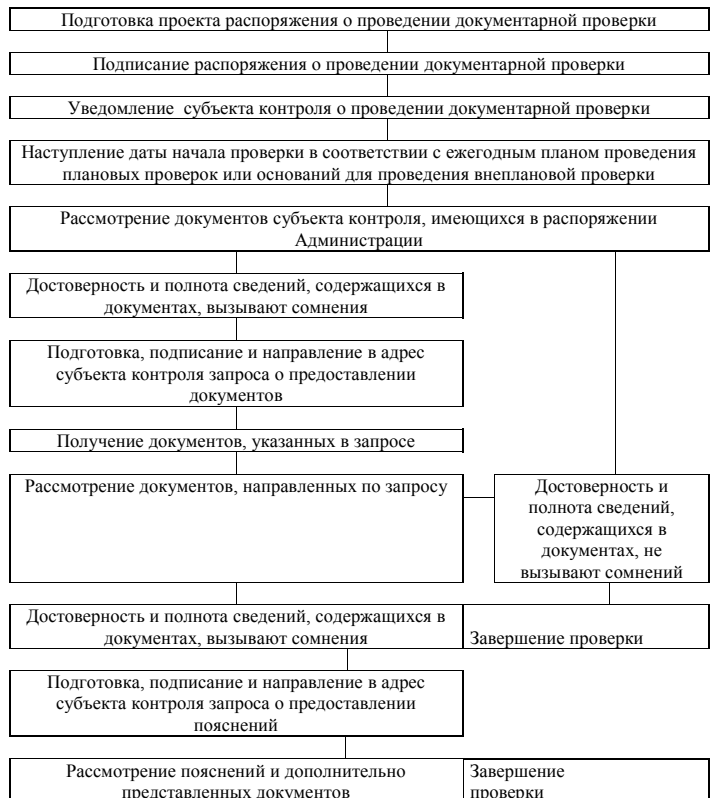 Подготовка проекта распоряжения о проведении документарной проверки
Подписание распоряжения о проведении документарной проверки
Уведомление субъекта контроля о проведении документарной проверки
Наступление даты начала проверки в соответствии с ежегодным планом проведения
плановых проверок или оснований для проведения внеплановой проверки
Рассмотрение документов субъекта контроля, имеющихся в распоряжении
Администрации
Достоверность и полнота сведений, содержащихся в
документах, вызывают сомнения
Подготовка, подписание и направление в адрес
субъекта контроля запроса о предоставлении
документов
Получение документов, указанных в запросе
Рассмотрение документов, направленных по запросу
Достоверность и
полнота сведений,
содержащихся в
документах, не
вызывают сомнений
Достоверность и полнота сведений, содержащихся в
документах, вызывают сомнения
Завершение проверки
Подготовка, подписание и направление в адрес
субъекта контроля запроса о предоставлении
пояснений
Рассмотрение пояснений и дополнительно
представленных документов
Завершение
проверки